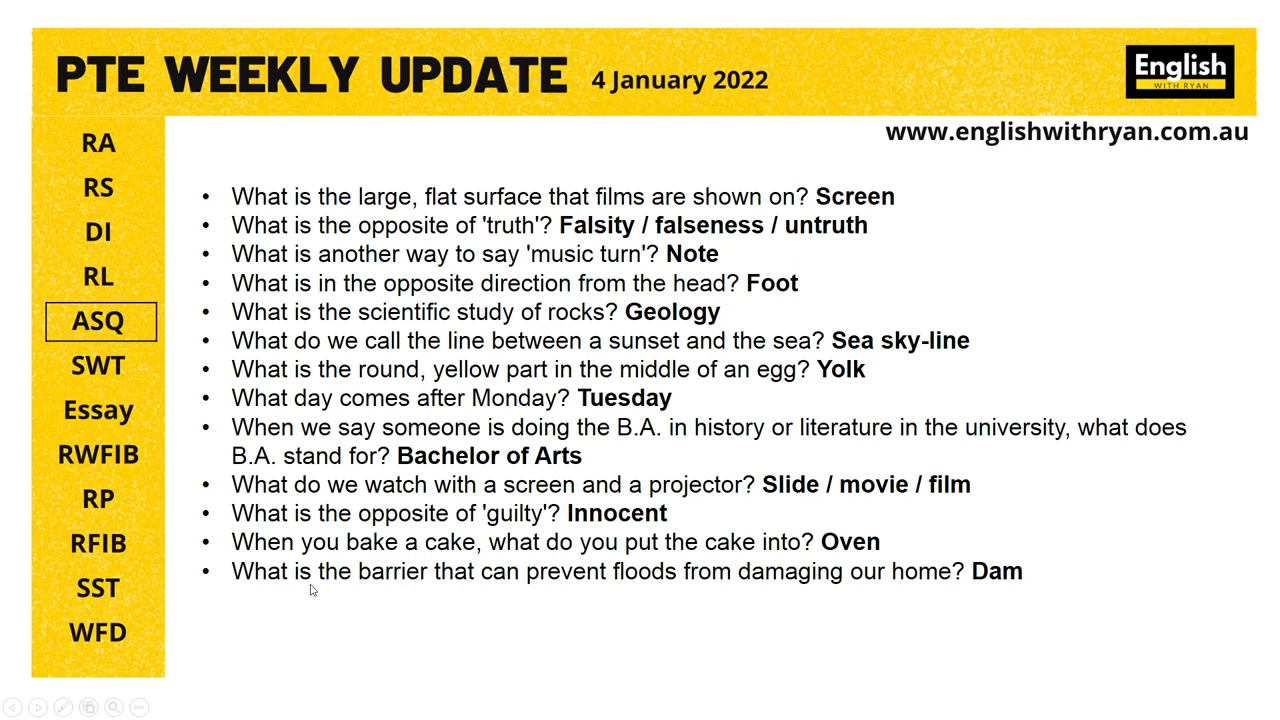 PTE WEEKLY UPDATE 4 January 2022
English
WITH RYAN
www.englishwithryan.com.au
RA
RS
DI
RL
ASQ
SWT
Essay
RWFIB
RP
RFIB
SST
WFD
• What is the large, flat surface that films are shown on? Screen
• What is the opposite of 'truth'? Falsity / falseness / untruth
• What is another way to say 'music turn'? Note
• What is in the opposite direction from the head? Foot
• What is the scientific study of rocks? Geology
• What do we call the line between a sunset and the sea? Sea sky-line
• What is the round, yellow part in the middle of an egg? Yolk
• What day comes after Monday? Tuesday
• When we say someone is doing the B.A. in history or literature in the university, what does
B.A. stand for? Bachelor of Arts
• What do we watch with a screen and a projector? Slide / movie / film
• What is the opposite of 'guilty'? Innocent
• When you bake a cake, what do you put the cake into? Oven
• What is the barrier that can prevent floods from damaging our home? Dam